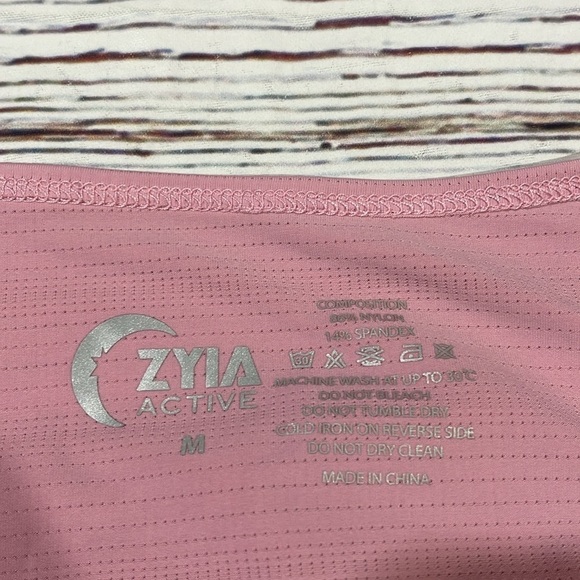 ZYIA
ACTIVE
M
COMPOSITION
86% NYLON
14% SPANDEX
30
MACHINE WASH AT UP TO 30°C
DO NOT BLEACH
DO NOT TUMBLE DRY
COLD IRON ON REVERSE SIDE
DO NOT DRY CLEAN
MADE IN CHINA